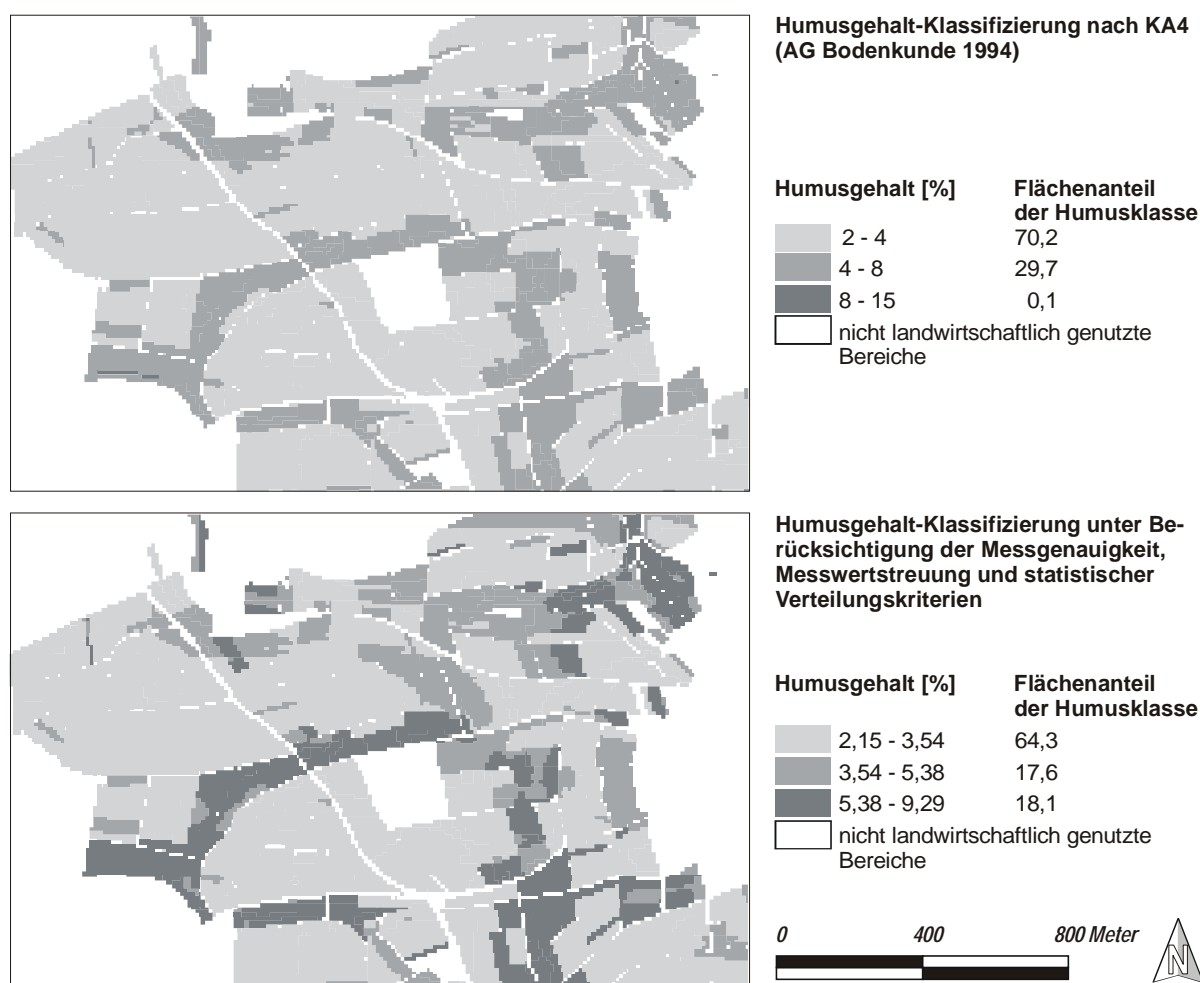 Humusgehalt-Klassifizierung nach KA4
(AG Bodenkunde 1994)
Humusgehalt [%] Flächenanteil
der Humusklasse
2 - 4 70,2
4 - 8 29,7
8 - 15 0,1
nicht landwirtschaftlich genutzte
Bereiche
Humusgehalt-Klassifizierung unter Be-
rücksichtigung der Messgenauigkeit,
Messwertstreuung und statistischer
Verteilungskriterien
Humusgehalt [%] Flächenanteil
der Humusklasse
2,15 - 3,54 64,3
3,54 - 5,38 17,6
5,38 - 9,29 18,1
nicht landwirtschaftlich genutzte
Bereiche
0 400 800 Meter
N